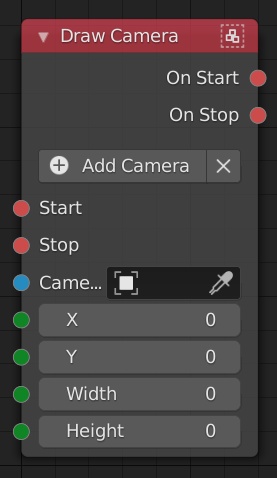 Draw Camera
On Start
On Stop
Add Camera
Start
Stop
Came...
X 0
Y 0
Width 0
Height 0